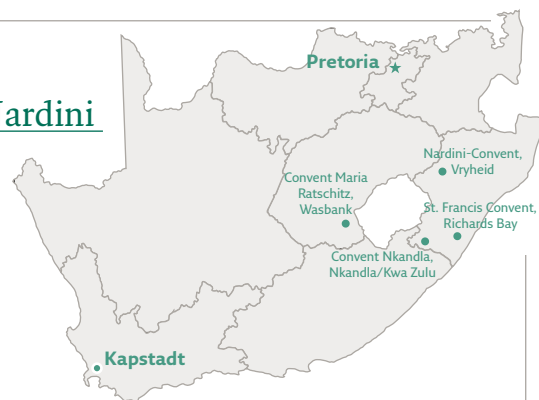 Pretoria
ardini
Nardini-Convent,
Vryheid
Convent Maria
Ratschitz,
Wasbank
St. Francis Convent,
Richards Bay
Convent Nkandla,
Nkandla/Kwa Zulu
Kapstadt